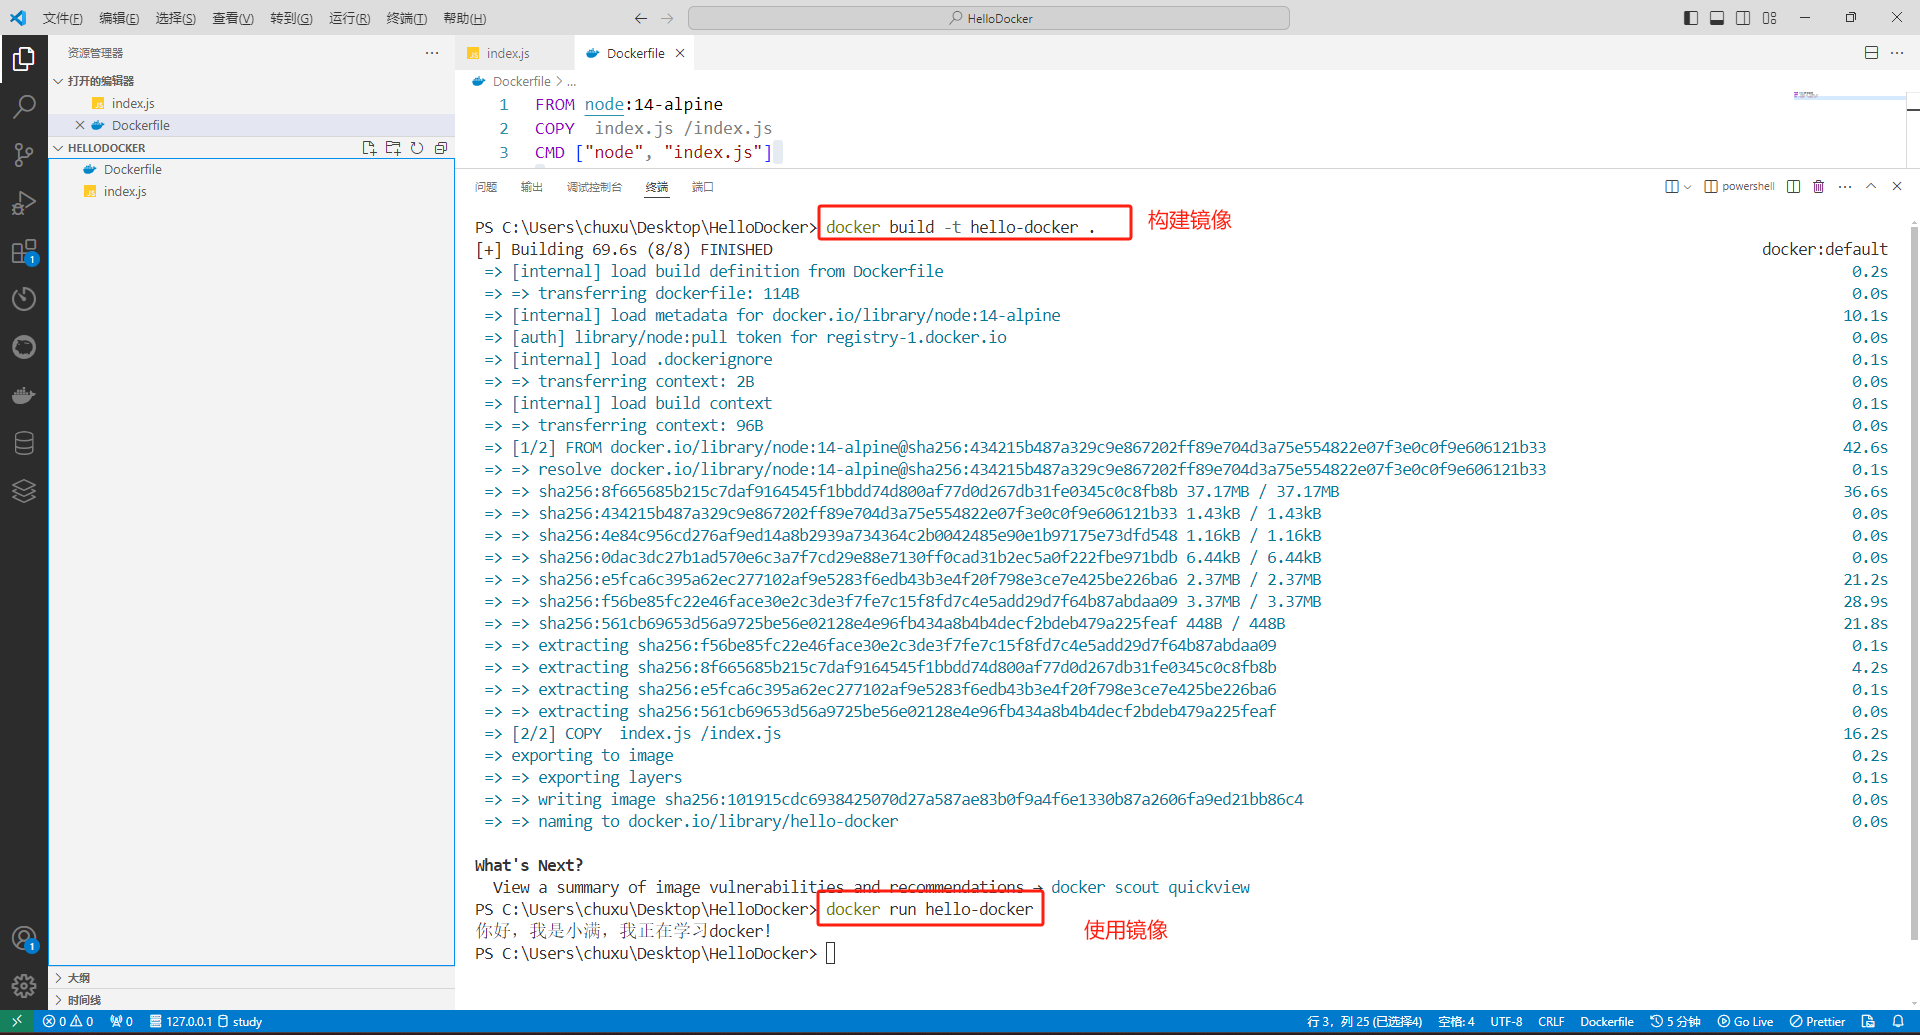 文件(F) 编辑(E) 选择(S) 查看(V) 转到(G) 运行(R) 终端(T) 帮助(H) HelloDocker
资源管理器
index.js Dockerfile
打开的编辑器
index.js
Dockerfile
HELLODOCKER
Dockerfile
index.js
大纲
时间线
Dockerfile > ...
1 FROM node:14-alpine
2 COPY  index.js /index.js
3 CMD ["node", "index.js"]
问题 输出 调试控制台 终端 端口 powershell
PS C:\Users\chuxu\Desktop\HelloDocker> docker build -t hello-docker . 构建镜像
[+] Building 69.6s (8/8) FINISHED docker:default
=> [internal] load build definition from Dockerfile 0.2s
=> => transferring dockerfile: 114B 0.0s
=> [internal] load metadata for docker.io/library/node:14-alpine 10.1s
=> [auth] library/node:pull token for registry-1.docker.io 0.0s
=> [internal] load .dockerignore 0.1s
=> => transferring context: 2B 0.0s
=> [internal] load build context 0.1s
=> => transferring context: 96B 0.0s
=> [1/2] FROM docker.io/library/node:14-alpine@sha256:434215b487a329c9e867202ff89e704d3a75e554822e07f3e0c0f9e606121b33 42.6s
=> => resolve docker.io/library/node:14-alpine@sha256:434215b487a329c9e867202ff89e704d3a75e554822e07f3e0c0f9e606121b33 0.1s
=> => sha256:8f665685b215c7daf9164545f1bbdd74d800af77d0d267db31fe0345c0c8fb8b 37.17MB / 37.17MB 36.6s
=> => sha256:434215b487a329c9e867202ff89e704d3a75e554822e07f3e0c0f9e606121b33 1.43kB / 1.43kB 0.0s
=> => sha256:4e84c956cd276af9ed14a8b2939a734364c2b0042485e90e1b97175e73dfd548 1.16kB / 1.16kB 0.0s
=> => sha256:0dac3dc27b1ad570e6c3a7f7cd29e88e7130ff0cad31b2ec5a0f222fbe971bdb 6.44kB / 6.44kB 0.0s
=> => sha256:e5fca6c395a62ec277102af9e5283f6edb43b3e4f20f798e3ce7e425be226ba6 2.37MB / 2.37MB 21.2s
=> => sha256:f56be85fc22e46face30e2c3de3f7fe7c15f8fd7c4e5add29d7f64b87abdaa09 3.37MB / 3.37MB 28.9s
=> => sha256:561cb69653d56a9725be56e02128e4e96fb434a8b4b4decf2bdeb479a225feaf 448B / 448B 21.8s
=> => extracting sha256:f56be85fc22e46face30e2c3de3f7fe7c15f8fd7c4e5add29d7f64b87abdaa09 0.1s
=> => extracting sha256:8f665685b215c7daf9164545f1bbdd74d800af77d0d267db31fe0345c0c8fb8b 4.2s
=> => extracting sha256:e5fca6c395a62ec277102af9e5283f6edb43b3e4f20f798e3ce7e425be226ba6 0.1s
=> => extracting sha256:561cb69653d56a9725be56e02128e4e96fb434a8b4b4decf2bdeb479a225feaf 0.0s
=> [2/2] COPY  index.js /index.js 16.2s
=> exporting to image 0.2s
=> => exporting layers 0.1s
=> => writing image sha256:101915cdc6938425070d27a587ae83b0f9a4f6e1330b87a2606fa9ed21bb86c4 0.0s
=> => naming to docker.io/library/hello-docker 0.0s
What's Next?
View a summary of image vulnerabilities and recommendations → docker scout quickview
PS C:\Users\chuxu\Desktop\HelloDocker> docker run hello-docker
你好，我是小满，我正在学习docker! 使用镜像
PS C:\Users\chuxu\Desktop\HelloDocker>
1
1
0 0 0 127.0.0.1 study 行 3，列 25 (已选择4) 空格: 4 UTF-8 CRLF Dockerfile 5 分钟 Go Live Prettier